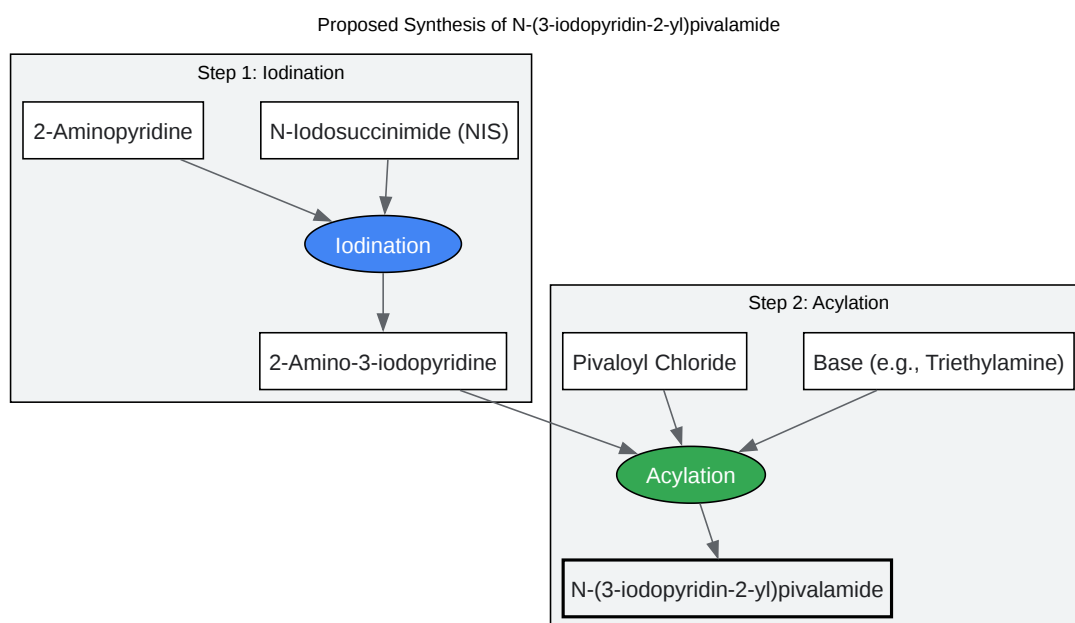 Proposed Synthesis of N-(3-iodopyridin-2-yl)pivalamide
Step 1: Iodination
2-Aminopyridine
N-Iodosuccinimide (NIS)
Iodination
2-Amino-3-iodopyridine
Step 2: Acylation
Pivaloyl Chloride
Base (e.g., Triethylamine)
Acylation
N-(3-iodopyridin-2-yl)pivalamide